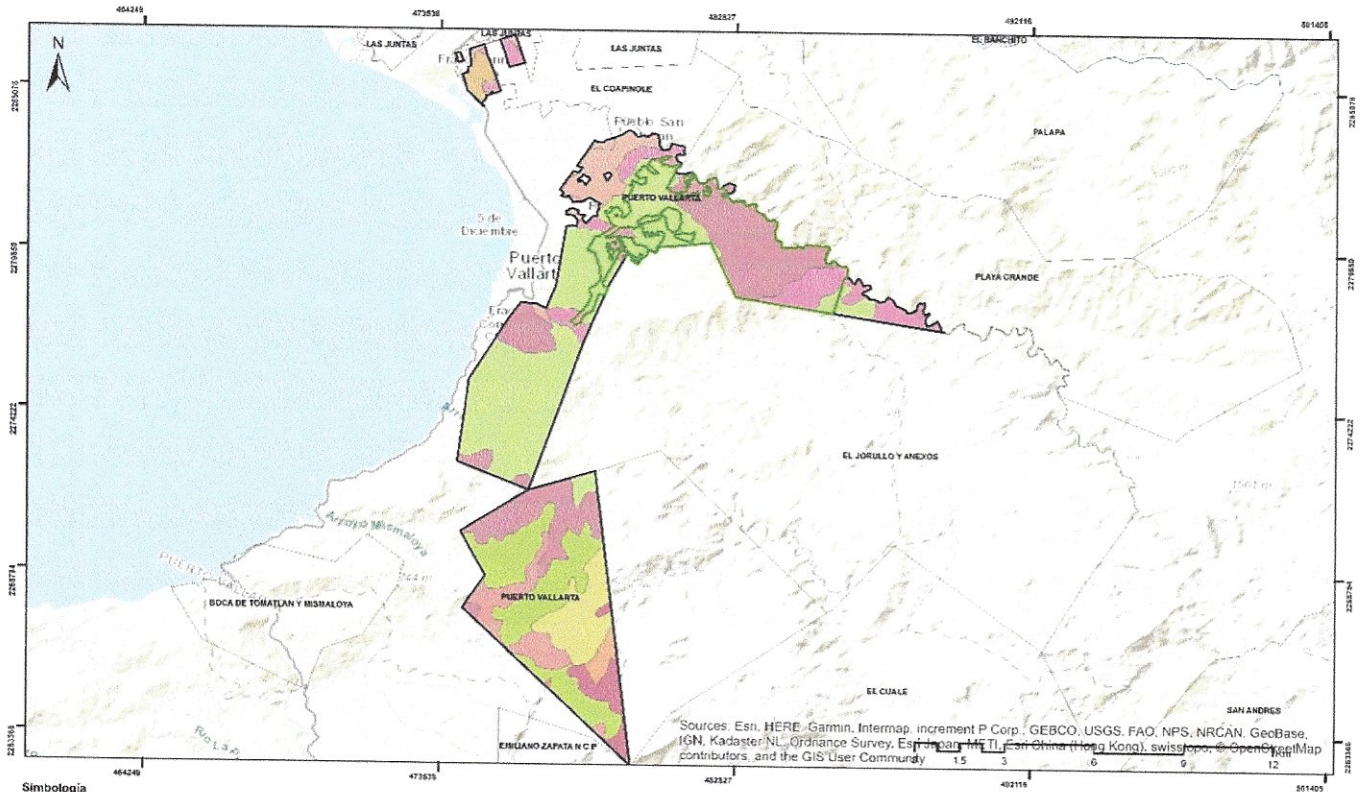 464249 473538 482827 492116 501405
N
LAS JUNTAS
LAS JUNTAS
LAS JUNTAS
EL RANCHITO
2285078
2285078
EL COAPINOLE
Pueblo San
PALAPA
PUERTO VALLARTA
5 de
Diciembre
Puerto
Vallart
2279650
2279650
PLAYA GRANDE
2274222
2274222
EL JORULLO Y ANEXOS
Arroyo Mismaloya
2268794
2268794
BOCA DE TOMATLAN Y MISMALOYA
PUERTO VALLARTA
EL CUALE
SAN ANDRES
EMILIANO ZAPATA N C P
Sources: Esri, HERE, Garmin, Intermap, increment P Corp., GEBCO, USGS, FAO, NPS, NRCAN, GeoBase,
IGN, Kadaster NL, Ordnance Survey, Esri Japan, METI, Esri China (Hong Kong), swisstopo, © OpenStreetMap
contributors, and the GIS User Community
1.5 3 6 9 12
2263366
2263366
464249 473538 482827 492116 501405
Simbología